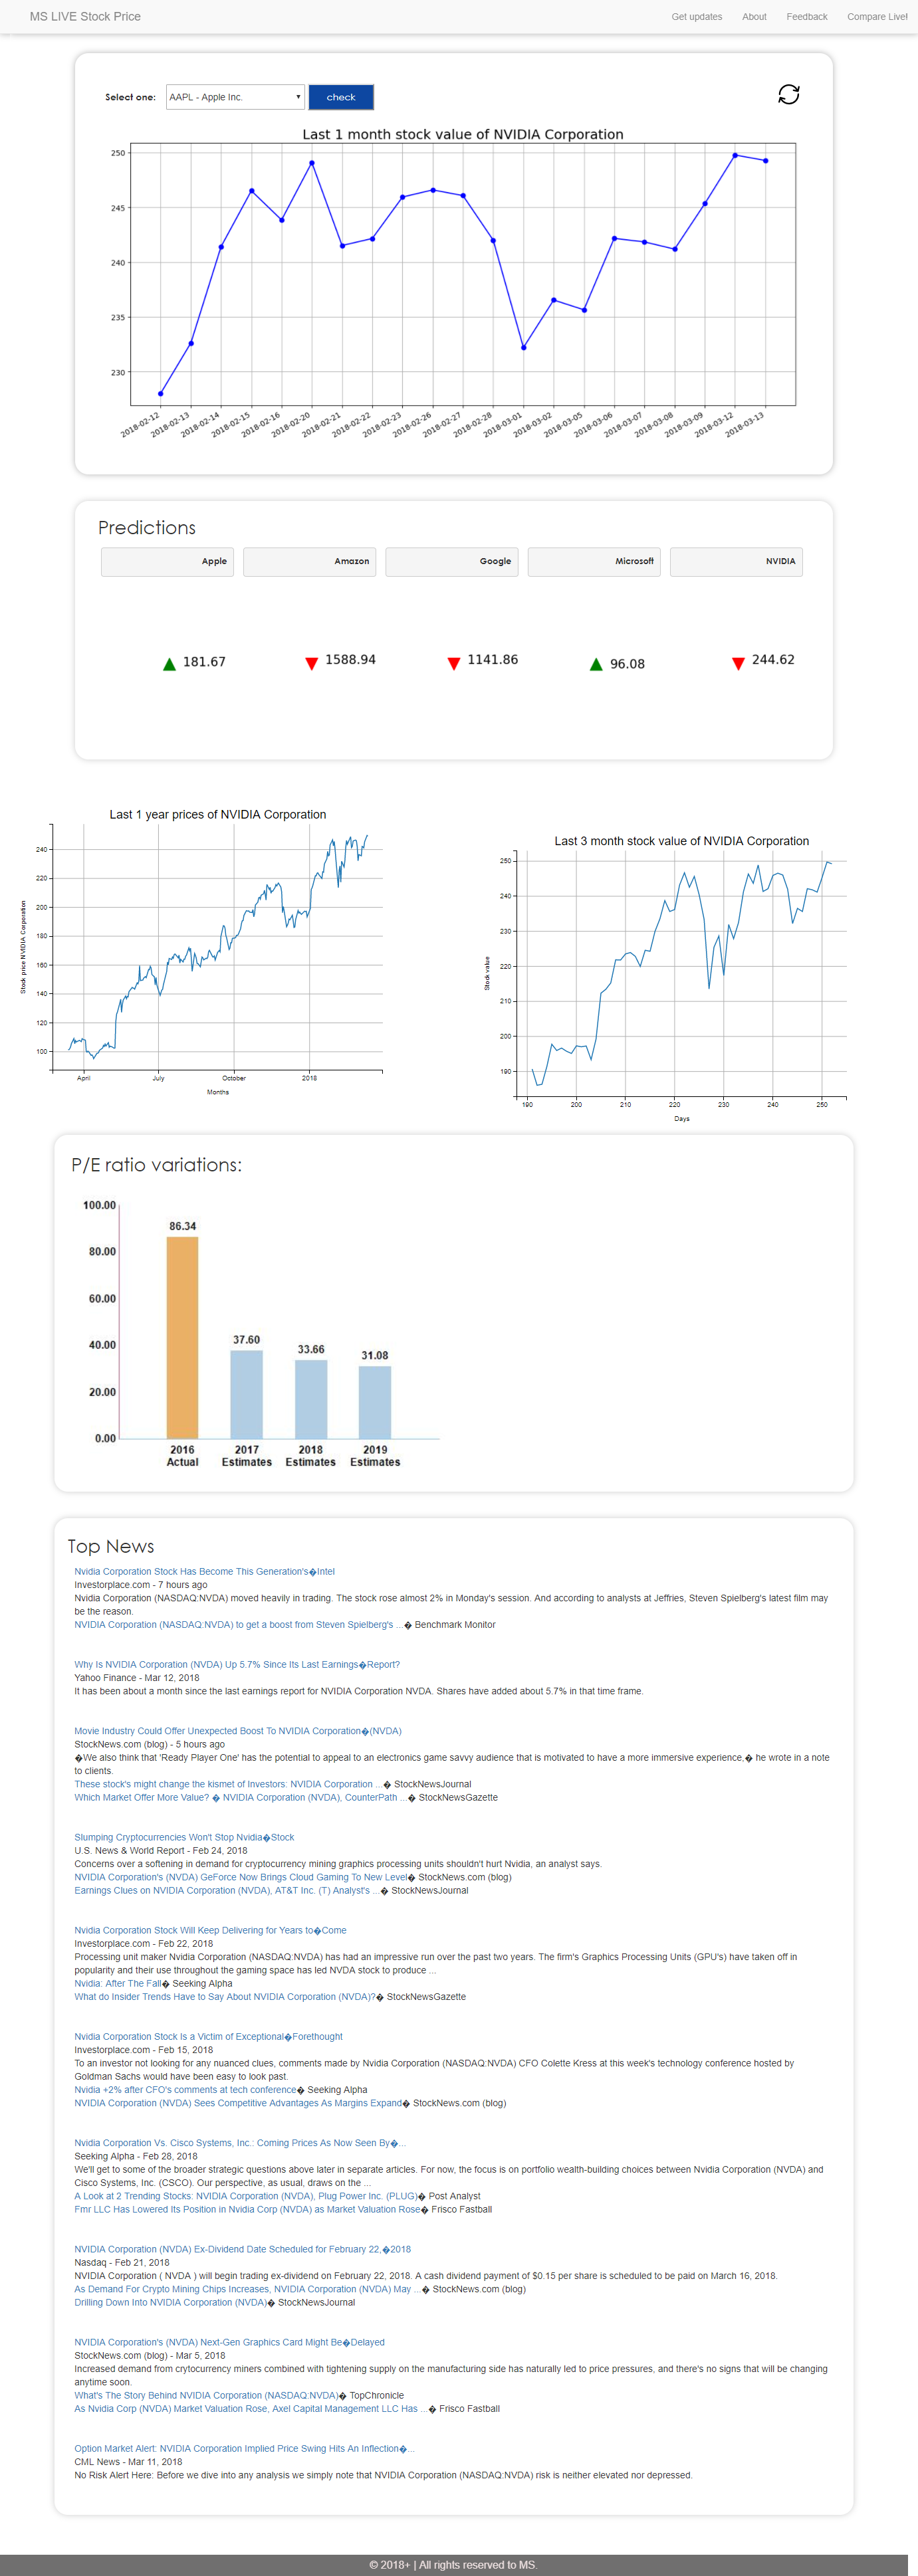 MS LIVE Stock Price
Get updates About Feedback Compare Live!
Select one: AAPL - Apple Inc. check
Last 1 month stock value of NVIDIA Corporation
250
245
240
235
230
2018-02-12 2018-02-13 2018-02-14 2018-02-15 2018-02-16 2018-02-20 2018-02-21 2018-02-22 2018-02-23 2018-02-26 2018-02-27 2018-02-28 2018-03-01 2018-03-02 2018-03-05 2018-03-06 2018-03-07 2018-03-08 2018-03-09 2018-03-12 2018-03-13
Predictions
Apple Amazon Google Microsoft NVIDIA
▲ 181.67 ▼ 1588.94 ▼ 1141.86 ▲ 96.08 ▼ 244.62
Last 1 year prices of NVIDIA Corporation
Stock price NVIDIA Corporation
240
220
200
180
160
140
120
100
April July October 2018
Months
Last 3 month stock value of NVIDIA Corporation
Stock value
250
240
230
220
210
200
190
190 200 210 220 230 240 250
Days
P/E ratio variations:
100.00
80.00
60.00
40.00
20.00
0.00
86.34
37.60
33.66
31.08
2016 2017 2018 2019
Actual Estimates Estimates Estimates
Top News
Nvidia Corporation Stock Has Become This Generation's�Intel
Investorplace.com - 7 hours ago
Nvidia Corporation (NASDAQ:NVDA) moved heavily in trading. The stock rose almost 2% in Monday's session. And according to analysts at Jeffries, Steven Spielberg's latest film may
be the reason.
NVIDIA Corporation (NASDAQ:NVDA) to get a boost from Steven Spielberg's ...� Benchmark Monitor
Why Is NVIDIA Corporation (NVDA) Up 5.7% Since Its Last Earnings�Report?
Yahoo Finance - Mar 12, 2018
It has been about a month since the last earnings report for NVIDIA Corporation NVDA. Shares have added about 5.7% in that time frame.
Movie Industry Could Offer Unexpected Boost To NVIDIA Corporation�(NVDA)
StockNews.com (blog) - 5 hours ago
�We also think that 'Ready Player One' has the potential to appeal to an electronics game savvy audience that is motivated to have a more immersive experience,� he wrote in a note
to clients.
These stock's might change the kismet of Investors: NVIDIA Corporation ...� StockNewsJournal
Which Market Offer More Value? � NVIDIA Corporation (NVDA), CounterPath ...� StockNewsGazette
Slumping Cryptocurrencies Won't Stop Nvidia�Stock
U.S. News & World Report - Feb 24, 2018
Concerns over a softening in demand for cryptocurrency mining graphics processing units shouldn't hurt Nvidia, an analyst says.
NVIDIA Corporation's (NVDA) GeForce Now Brings Cloud Gaming To New Level� StockNews.com (blog)
Earnings Clues on NVIDIA Corporation (NVDA), AT&T Inc. (T) Analyst's ...� StockNewsJournal
Nvidia Corporation Stock Will Keep Delivering for Years to�Come
Investorplace.com - Feb 22, 2018
Processing unit maker Nvidia Corporation (NASDAQ:NVDA) has had an impressive run over the past two years. The firm's Graphics Processing Units (GPU's) have taken off in
popularity and their use throughout the gaming space has led NVDA stock to produce ...
Nvidia: After The Fall� Seeking Alpha
What do Insider Trends Have to Say About NVIDIA Corporation (NVDA)?� StockNewsGazette
Nvidia Corporation Stock Is a Victim of Exceptional�Forethought
Investorplace.com - Feb 15, 2018
To an investor not looking for any nuanced clues, comments made by Nvidia Corporation (NASDAQ:NVDA) CFO Colette Kress at this week's technology conference hosted by
Goldman Sachs would have been easy to look past.
Nvidia +2% after CFO's comments at tech conference� Seeking Alpha
NVIDIA Corporation (NVDA) Sees Competitive Advantages As Margins Expand� StockNews.com (blog)
Nvidia Corporation Vs. Cisco Systems, Inc.: Coming Prices As Now Seen By�...
Seeking Alpha - Feb 28, 2018
We'll get to some of the broader strategic questions above later in separate articles. For now, the focus is on portfolio wealth-building choices between Nvidia Corporation (NVDA) and
Cisco Systems, Inc. (CSCO). Our perspective, as usual, draws on the ...
A Look at 2 Trending Stocks: NVIDIA Corporation (NVDA), Plug Power Inc. (PLUG)� Post Analyst
Fmr LLC Has Lowered Its Position in Nvidia Corp (NVDA) as Market Valuation Rose� Frisco Fastball
NVIDIA Corporation (NVDA) Ex-Dividend Date Scheduled for February 22,�2018
Nasdaq - Feb 21, 2018
NVIDIA Corporation ( NVDA ) will begin trading ex-dividend on February 22, 2018. A cash dividend payment of $0.15 per share is scheduled to be paid on March 16, 2018.
As Demand For Crypto Mining Chips Increases, NVIDIA Corporation (NVDA) May ...� StockNews.com (blog)
Drilling Down Into NVIDIA Corporation (NVDA)� StockNewsJournal
NVIDIA Corporation's (NVDA) Next-Gen Graphics Card Might Be�Delayed
StockNews.com (blog) - Mar 5, 2018
Increased demand from crytocurrency miners combined with tightening supply on the manufacturing side has naturally led to price pressures, and there's no signs that will be changing
anytime soon.
What's The Story Behind NVIDIA Corporation (NASDAQ:NVDA)� TopChronicle
As Nvidia Corp (NVDA) Market Valuation Rose, Axel Capital Management LLC Has ...� Frisco Fastball
Option Market Alert: NVIDIA Corporation Implied Price Swing Hits An Inflection�...
CML News - Mar 11, 2018
No Risk Alert Here: Before we dive into any analysis we simply note that NVIDIA Corporation (NASDAQ:NVDA) risk is neither elevated nor depressed.
© 2018+ | All rights reserved to MS.